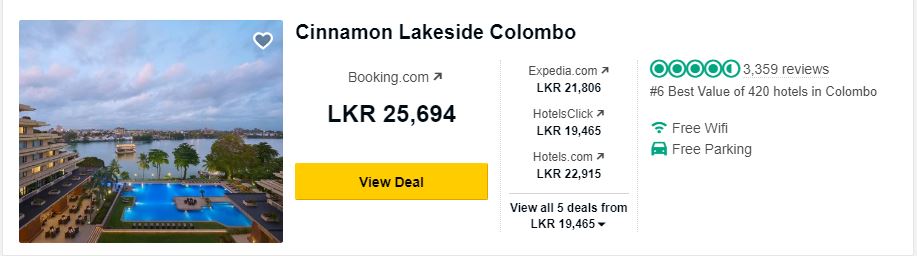 Cinnamon Lakeside Colombo
Booking.com
LKR 25,694
View Deal
Expedia.com
LKR 21,806
HotelsClick
LKR 19,465
Hotels.com
LKR 22,915
View all 5 deals from
LKR 19,465
3,359 reviews
#6 Best Value of 420 hotels in Colombo
Free Wifi
Free Parking